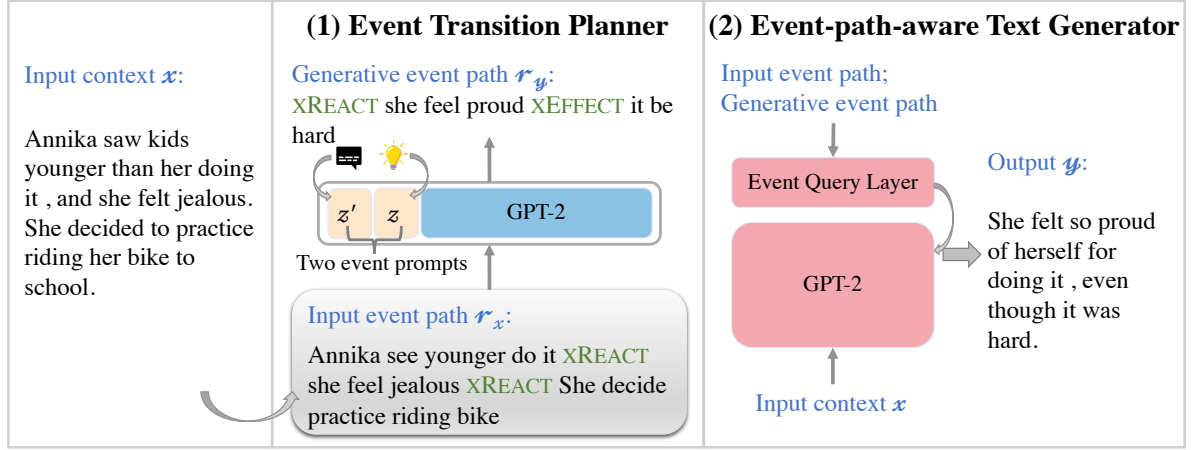 Input context x:
Annika saw kids
younger than her doing
it , and she felt jealous.
She decided to practice
riding her bike to
school.
(1) Event Transition Planner
Generative event path r_y:
XREACT she feel proud XEFFECT it be
hard
z′ z GPT-2
Two event prompts
Input event path r_x:
Annika see younger do it XREACT
she feel jealous XREACT She decide
practice riding bike
(2) Event-path-aware Text Generator
Input event path;
Generative event path
Event Query Layer
GPT-2
Input context x
Output y:
She felt so proud
of herself for
doing it , even
though it was
hard.